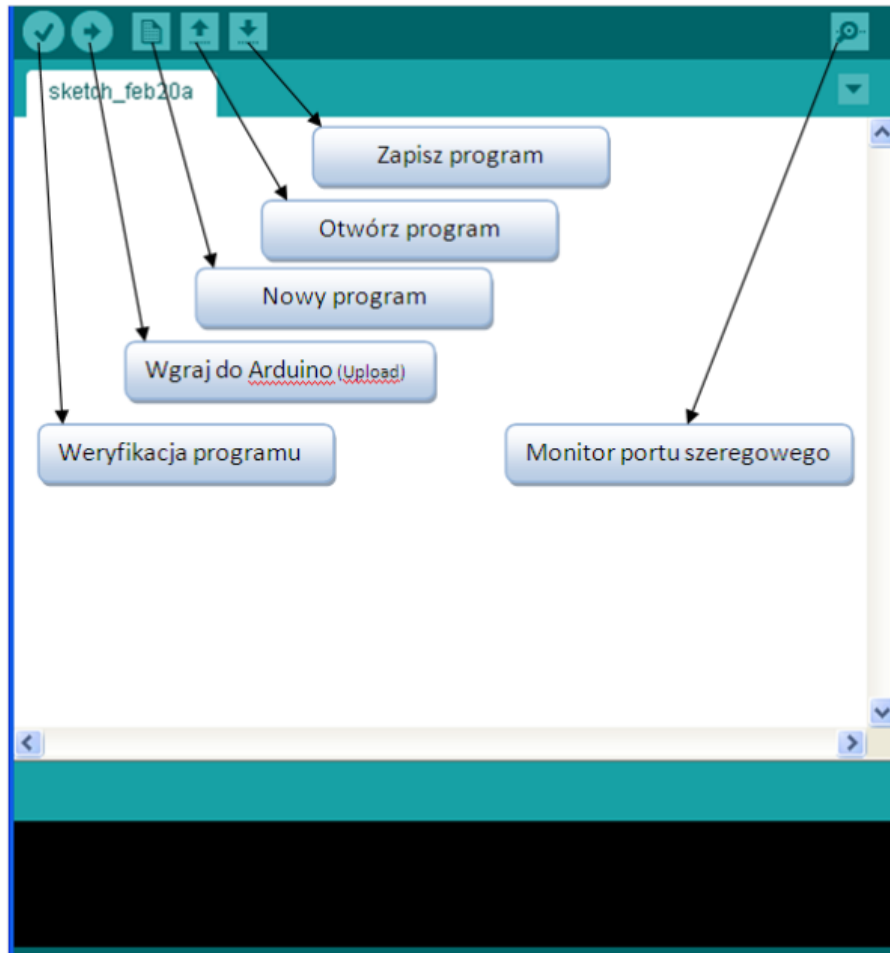 sketch_feb20a
Zapisz program
Otwórz program
Nowy program
Wgraj do Arduino (Upload)
Weryfikacja programu
Monitor portu szeregowego